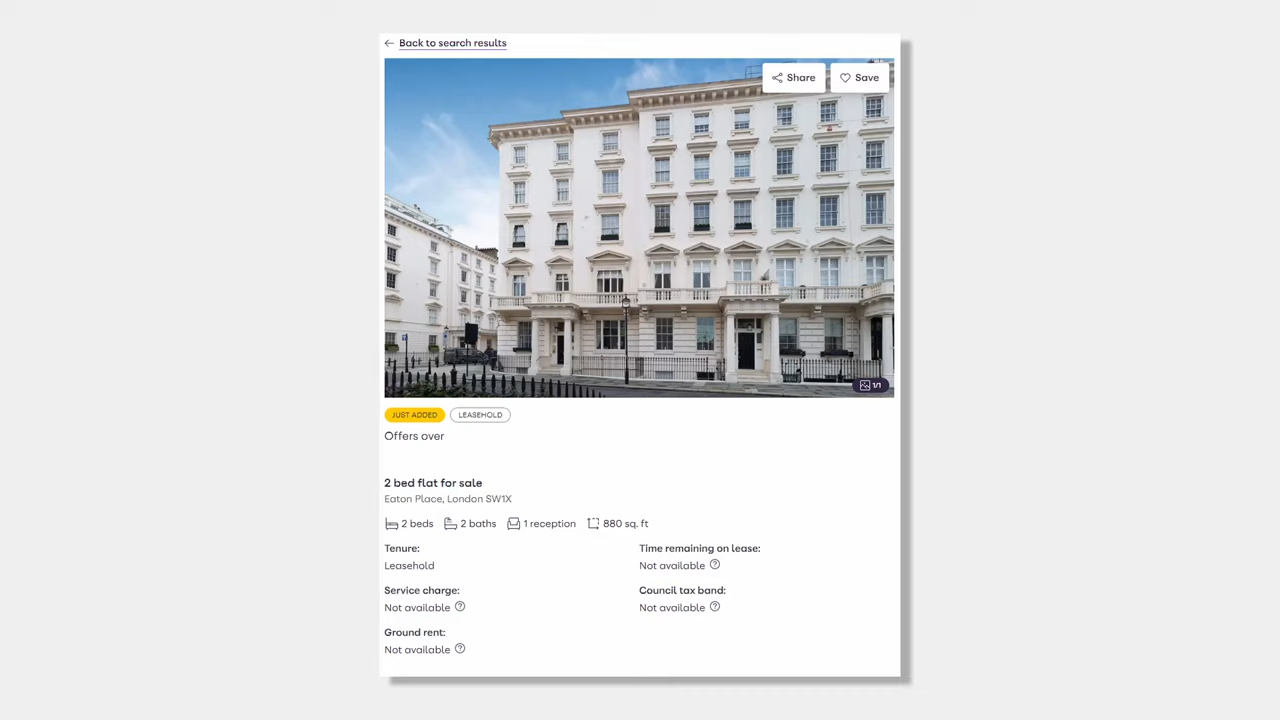 Back to search results
Share Save
1/1
JUST ADDED LEASEHOLD
Offers over
2 bed flat for sale
Eaton Place, London SW1X
2 beds 2 baths 1 reception 880 sq. ft
Tenure: Time remaining on lease:
Leasehold Not available
Service charge: Council tax band:
Not available Not available
Ground rent:
Not available